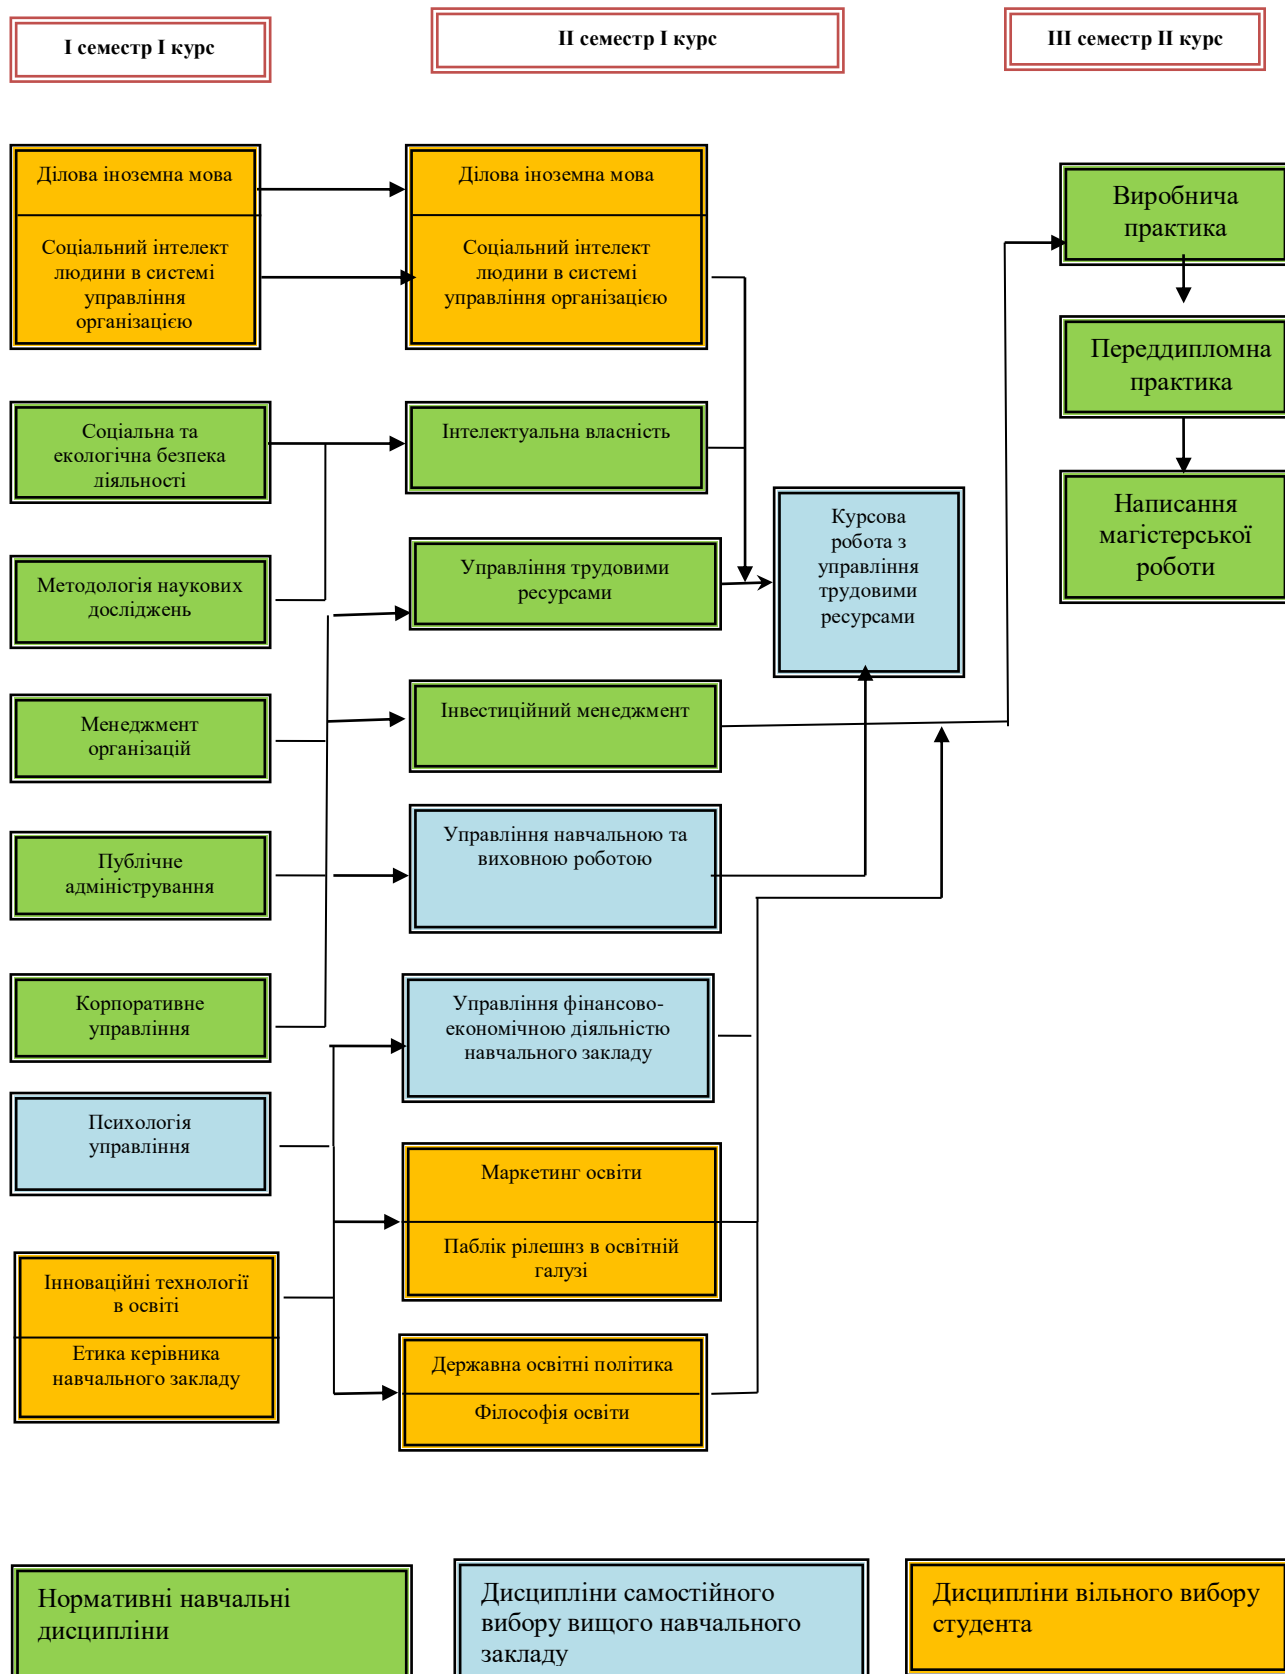 І семестр І курс
ІІ семестр І курс
ІІІ семестр ІІ курс
Ділова іноземна мова
Соціальний інтелект
людини в системі
управління
організацією
Соціальна та
екологічна безпека
діяльності
Методологія наукових
досліджень
Менеджмент
організацій
Публічне
адміністрування
Корпоративне
управління
Психологія
управління
Інноваційні технології
в освіті
Етика керівника
навчального закладу
Ділова іноземна мова
Соціальний інтелект
людини в системі
управління організацією
Інтелектуальна власність
Управління трудовими
ресурсами
Інвестиційний менеджмент
Управління навчальною та
виховною роботою
Управління фінансово-
економічною діяльністю
навчального закладу
Маркетинг освіти
Паблік рілешнз в освітній
галузі
Державна освітні політика
Філософія освіти
Курсова
робота з
управління
трудовими
ресурсами
Виробнича
практика
Переддипломна
практика
Написання
магістерської
роботи
Нормативні навчальні
дисципліни
Дисципліни самостійного
вибору вищого навчального
закладу
Дисципліни вільного вибору
студента